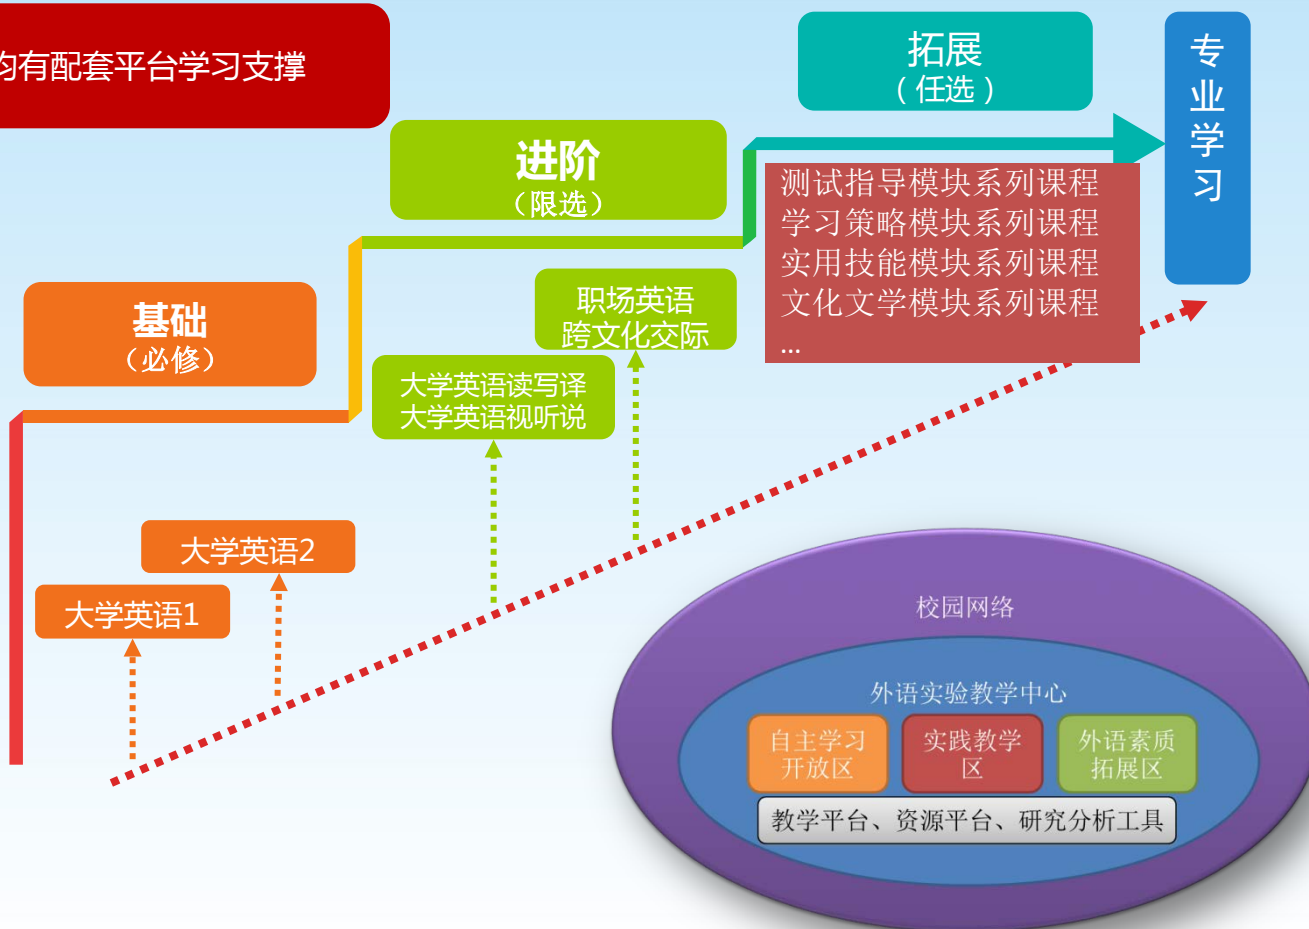 均有配套平台学习支撑
拓展
（任选）
专
业
学
习
进阶
（限选）
测试指导模块系列课程
学习策略模块系列课程
实用技能模块系列课程
文化文学模块系列课程
...
基础
（必修）
职场英语
跨文化交际
大学英语读写译
大学英语视听说
大学英语2
大学英语1
校园网络
外语实验教学中心
自主学习
开放区
实践教学
区
外语素质
拓展区
教学平台、资源平台、研究分析工具